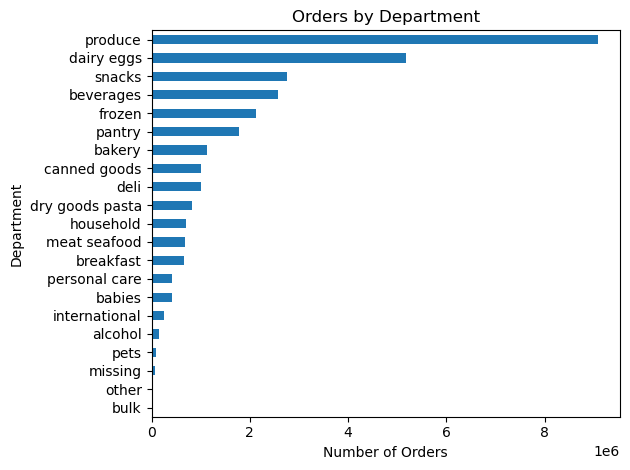 Orders by Department
produce
dairy eggs
snacks
beverages
frozen
pantry
bakery
canned goods
deli
dry goods pasta
household
meat seafood
breakfast
personal care
babies
international
alcohol
pets
missing
other
bulk
Department
0 2 4 6 8
1e6
Number of Orders